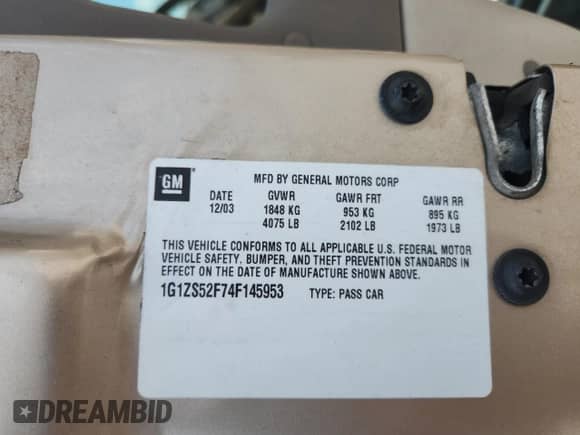 GM
MFD BY GENERAL MOTORS CORP
DATE GVWR GAWR FRT GAWR RR
12/03 1848 KG 953 KG 895 KG
4075 LB 2102 LB 1973 LB
THIS VEHICLE CONFORMS TO ALL APPLICABLE U.S. FEDERAL MOTOR
VEHICLE SAFETY, BUMPER, AND THEFT PREVENTION STANDARDS IN
EFFECT ON THE DATE OF MANUFACTURE SHOWN ABOVE.
1G1ZS52F74F145953 TYPE: PASS CAR
DREAMBID